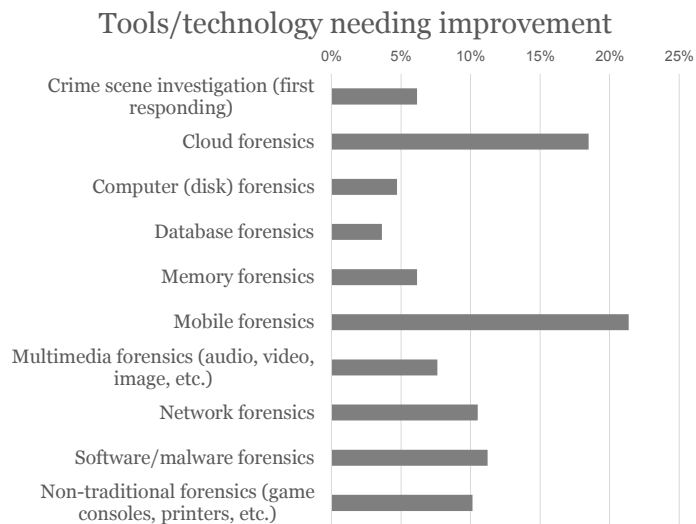 Tools/technology needing improvement
0% 5% 10% 15% 20% 25%
Crime scene investigation (first
responding)
Cloud forensics
Computer (disk) forensics
Database forensics
Memory forensics
Mobile forensics
Multimedia forensics (audio, video,
image, etc.)
Network forensics
Software/malware forensics
Non-traditional forensics (game
consoles, printers, etc.)